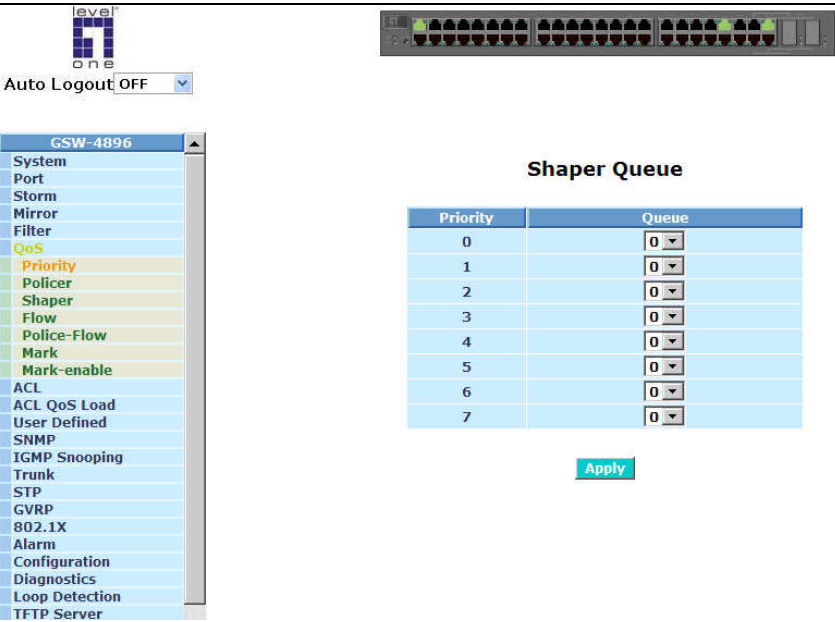 level
one
Auto Logout OFF
GSW-4896
System
Port
Storm
Mirror
Filter
QoS
Priority
Policer
Shaper
Flow
Police-Flow
Mark
Mark-enable
ACL
ACL QoS Load
User Defined
SNMP
IGMP Snooping
Trunk
STP
GVRP
802.1X
Alarm
Configuration
Diagnostics
Loop Detection
TFTP Server
Shaper Queue
Priority Queue
0 0
1 0
2 0
3 0
4 0
5 0
6 0
7 0
Apply